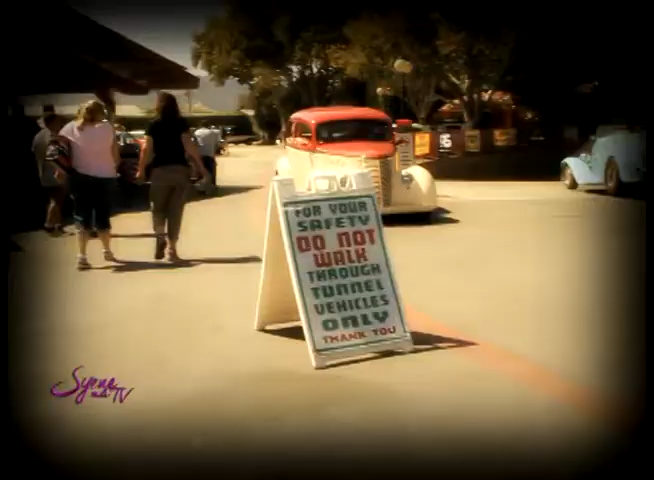 FOR YOUR
SAFETY
DO NOT
WALK
THROUGH
TUNNEL
VEHICLES
ONLY
THANK YOU